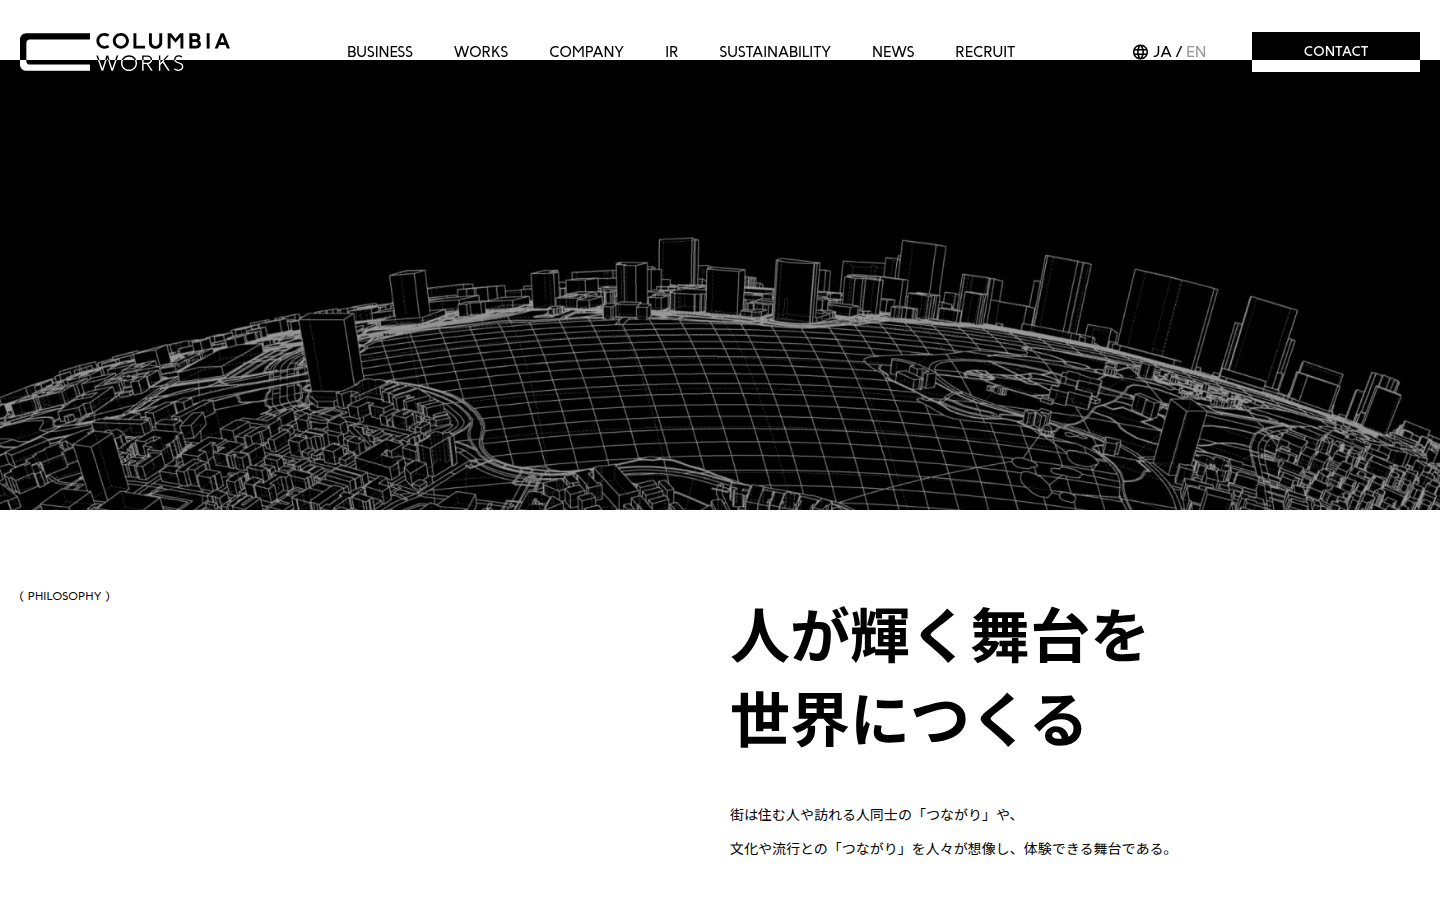 COLUMBIA
WORKS
BUSINESS WORKS COMPANY IR SUSTAINABILITY NEWS RECRUIT JA / EN CONTACT
( PHILOSOPHY )
人が輝く舞台を
世界につくる
街は住む人や訪れる人同士の「つながり」や、
文化や流行との「つながり」を人々が想像し、体験できる舞台である。